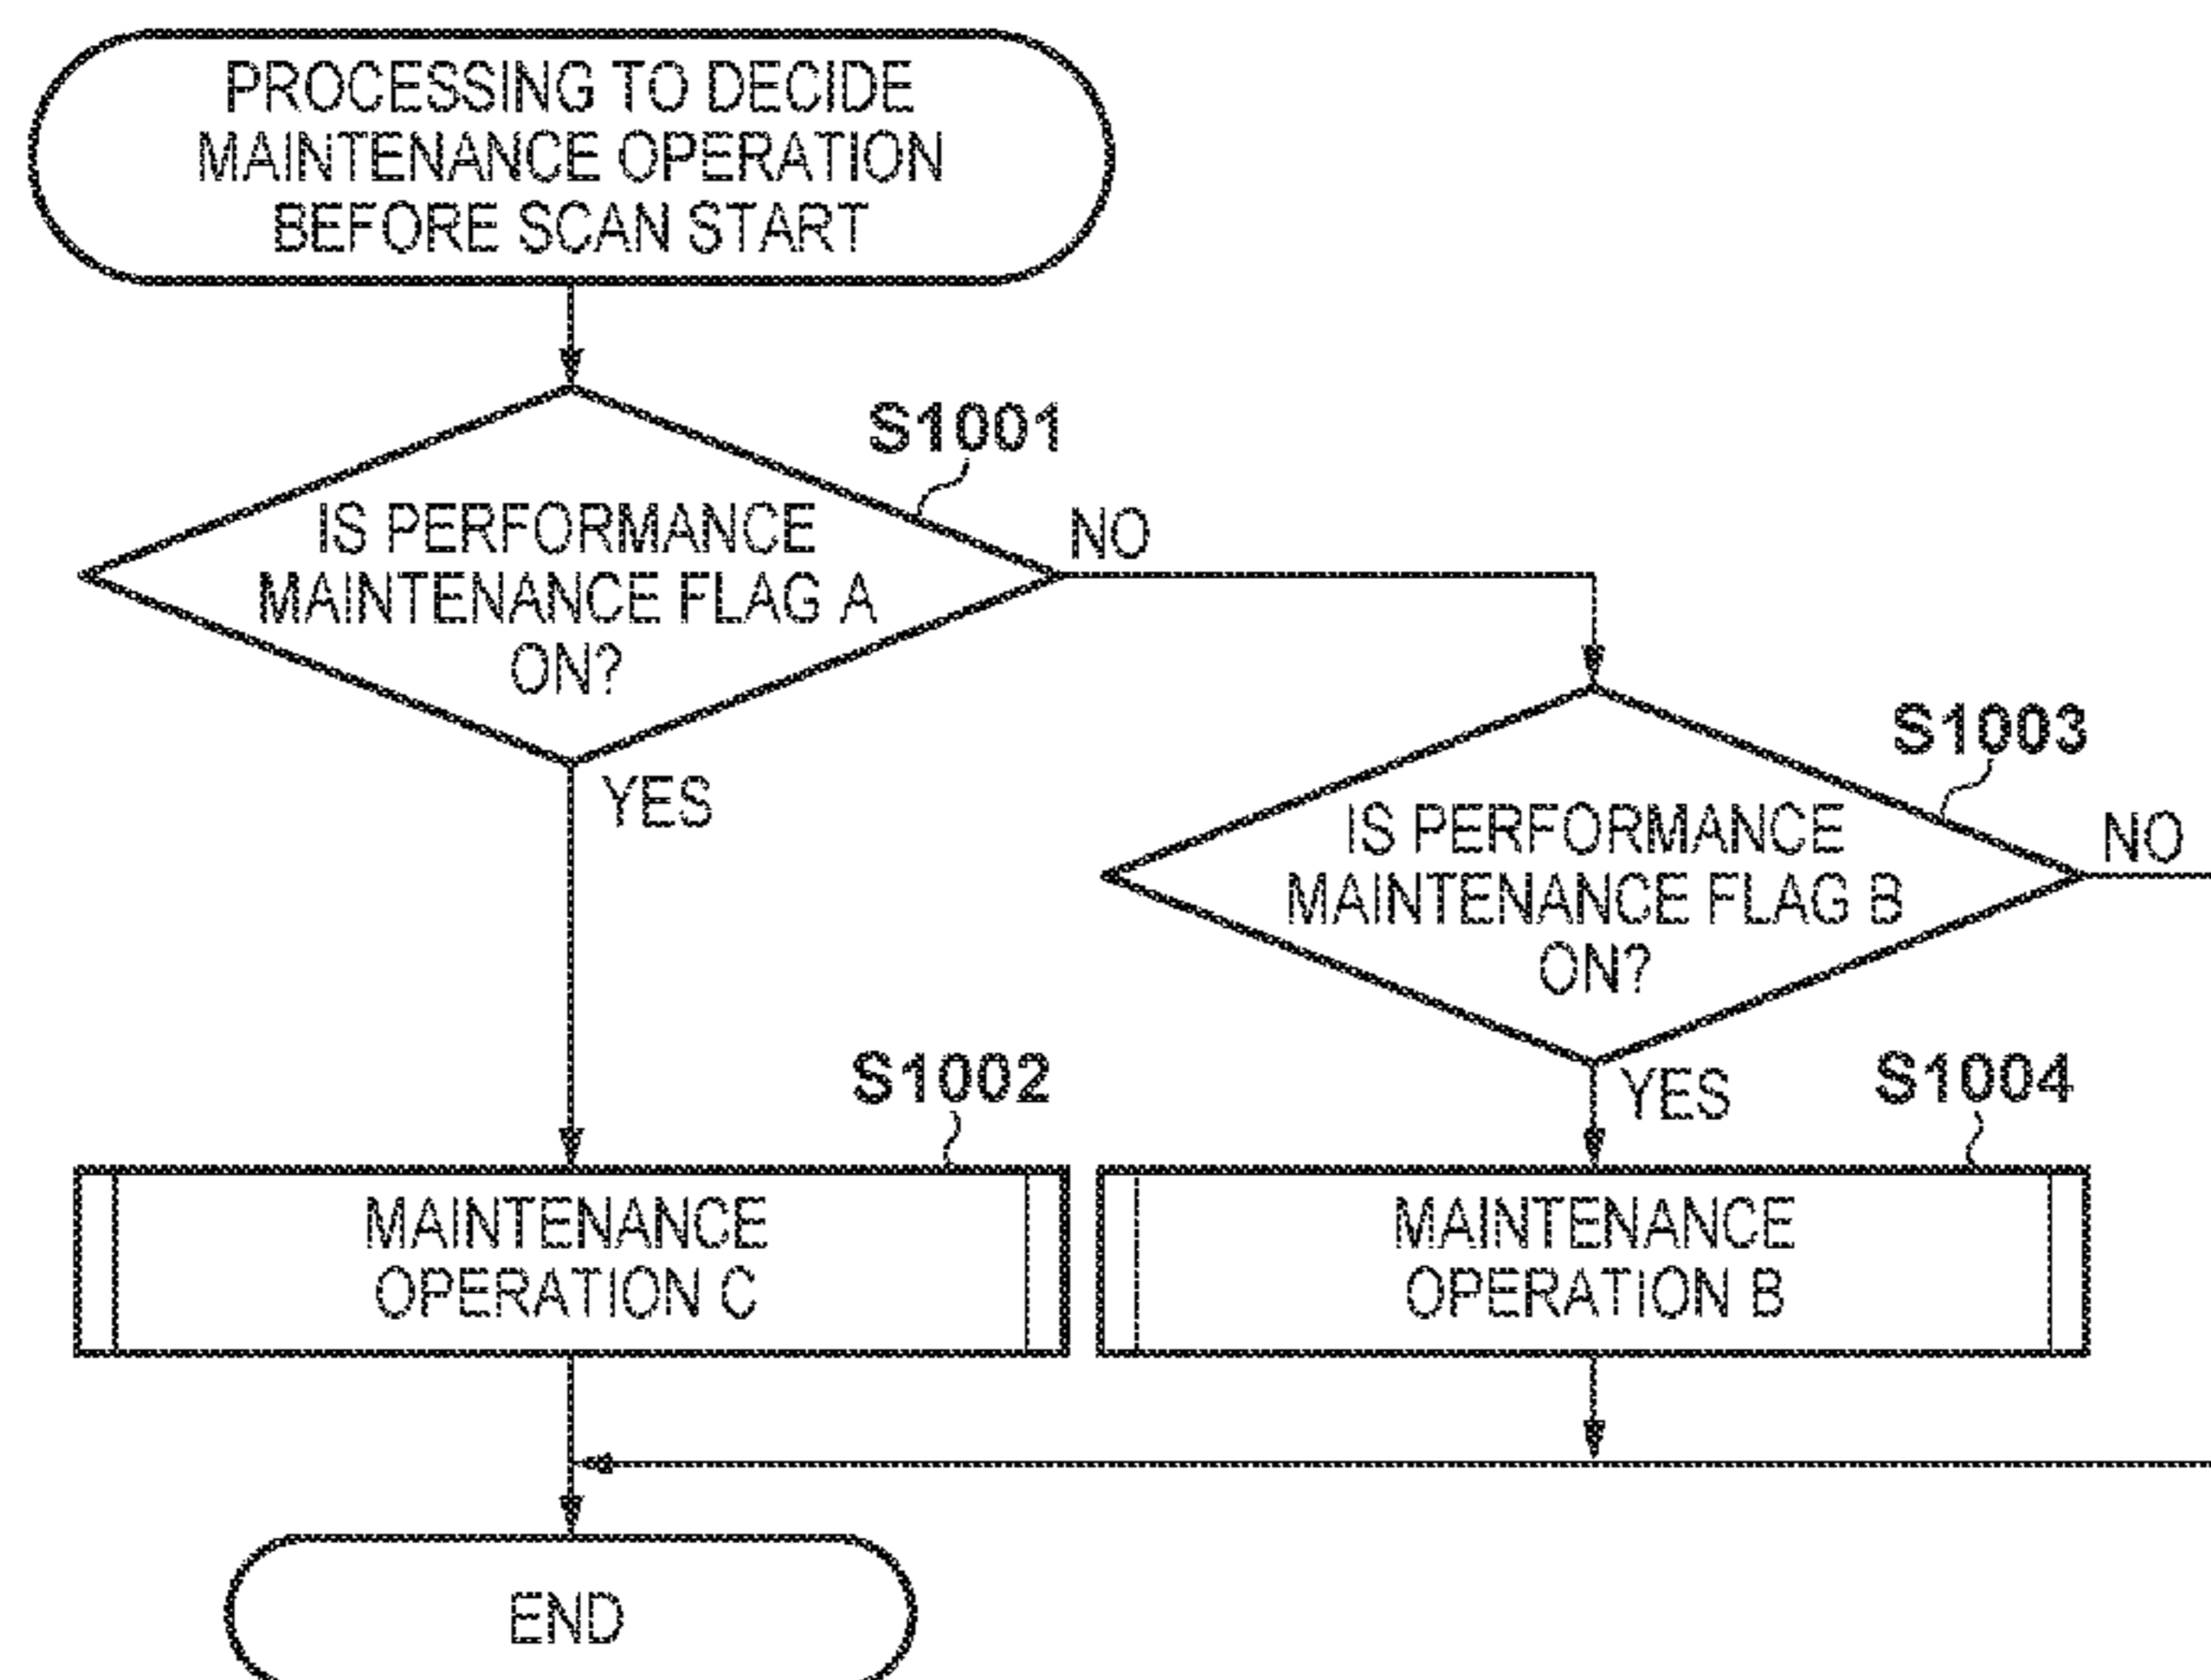 PROCESSING TO DECIDE
MAINTENANCE OPERATION
BEFORE SCAN START
S1001
IS PERFORMANCE
MAINTENANCE FLAG A
ON?
NO
YES
S1003
IS PERFORMANCE
MAINTENANCE FLAG B
ON?
NO
YES
S1002
MAINTENANCE
OPERATION C
S1004
MAINTENANCE
OPERATION B
END